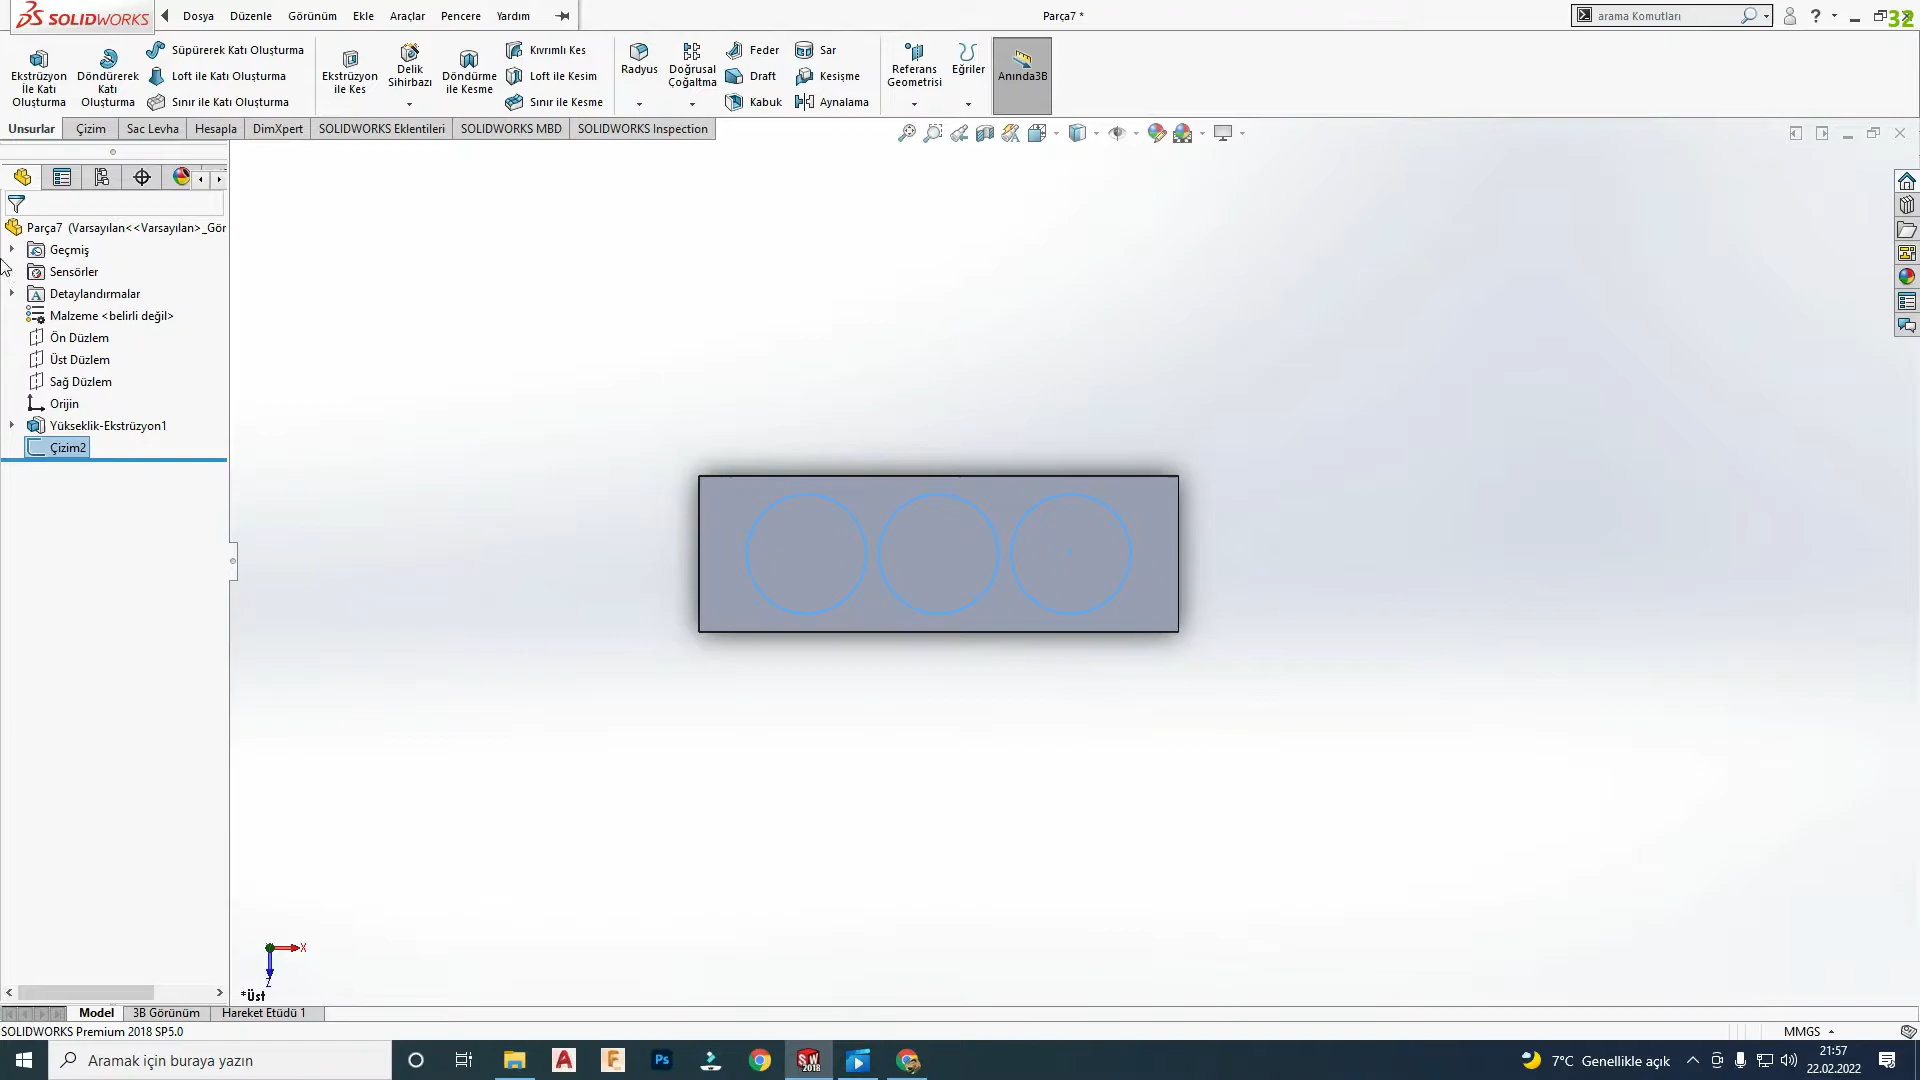 SOLIDWORKS
Dosya Düzenle Görünüm Ekle Araçlar Pencere Yardım
Parça7 *
arama Komutları
?
32
Ekstrüzyon İle Katı Oluşturma
Döndürerek Katı Oluşturma
Süpürerek Katı Oluşturma
Loft ile Katı Oluşturma
Sınır ile Katı Oluşturma
Ekstrüzyon ile Kes
Delik Sihirbazı
Döndürme ile Kesme
Kıvrımlı Kes
Loft ile Kesim
Sınır ile Kesme
Radyus
Doğrusal Çoğaltma
Feder
Draft
Kabuk
Sar
Kesişme
Aynalama
Referans Geometrisi
Eğriler
Anında3B
Unsurlar Çizim Sac Levha Hesapla DimXpert SOLIDWORKS Eklentileri SOLIDWORKS MBD SOLIDWORKS Inspection
Parça7 (Varsayılan<<Varsayılan>_Gör
Geçmiş
Sensörler
Detaylandırmalar
Malzeme <belirli değil>
Ön Düzlem
Üst Düzlem
Sağ Düzlem
Orijin
Yükseklik-Ekstrüzyon1
Çizim2
X
Z
*Üst
Model 3B Görünüm Hareket Etüdü 1
SOLIDWORKS Premium 2018 SP5.0
MMGS
Aramak için buraya yazın
Ps
SW 2018
7°C Genellikle açık
21:57
22.02.2022